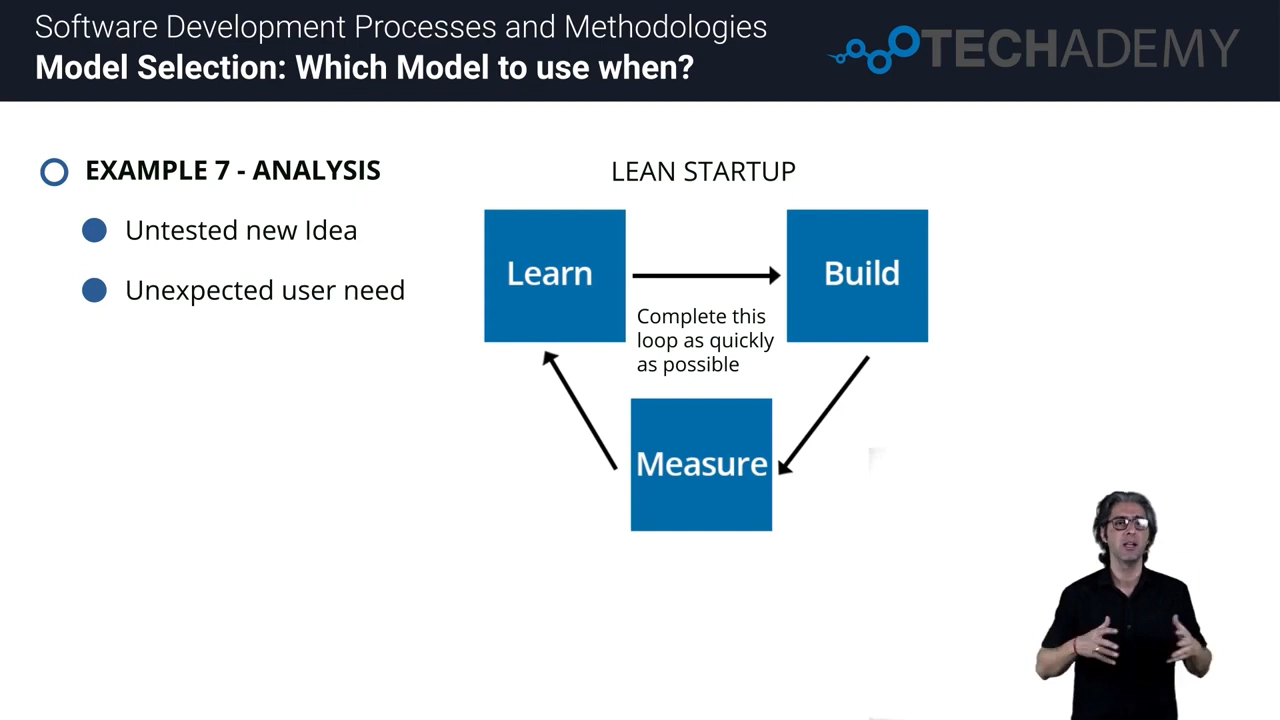 Software Development Processes and Methodologies
Model Selection: Which Model to use when?
TECHADEMY
EXAMPLE 7 - ANALYSIS
Untested new Idea
Unexpected user need
LEAN STARTUP
Learn
Build
Complete this
loop as quickly
as possible
Measure